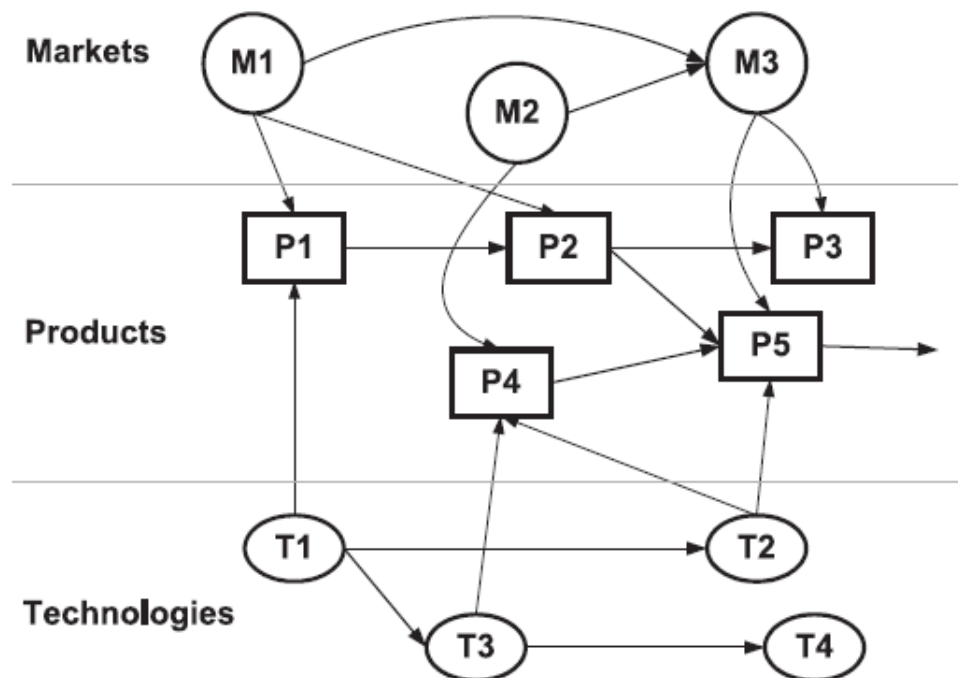 Markets
M1
M2
M3
P1
P2
P3
Products
P4
P5
T1
T2
Technologies
T3
T4